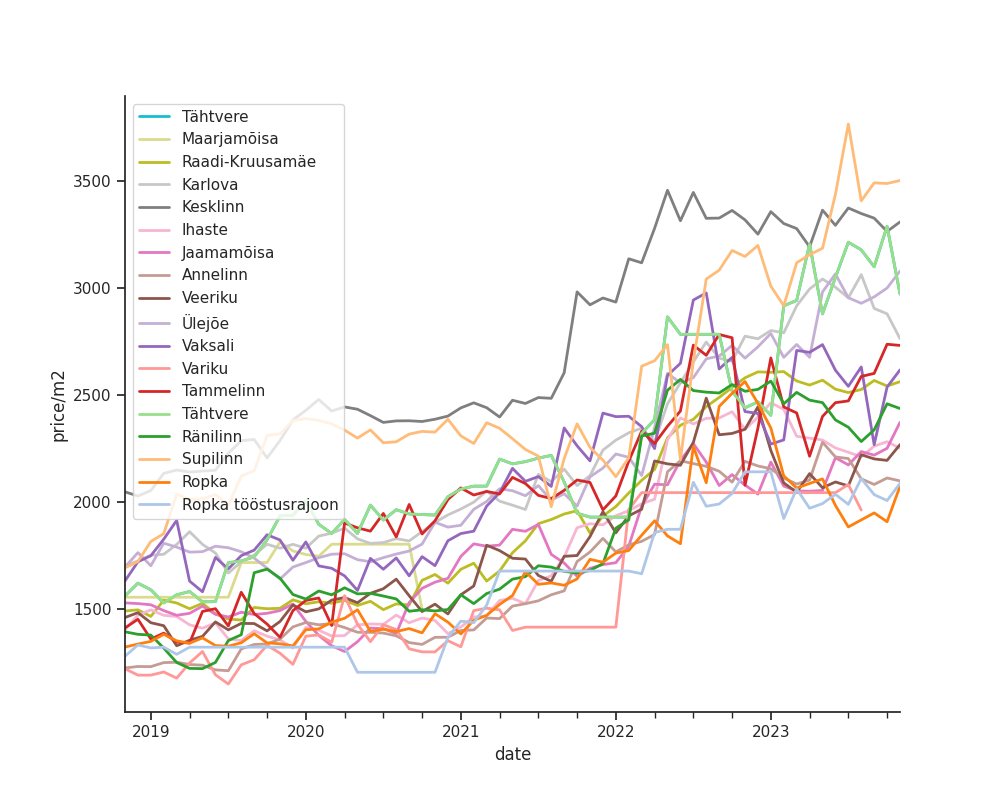 3500
3000
2500
2000
1500
price/m2
Tähtvere
Maarjamõisa
Raadi-Kruusamäe
Karlova
Kesklinn
Ihaste
Jaamamõisa
Annelinn
Veeriku
Ülejõe
Vaksali
Variku
Tammelinn
Tähtvere
Ränilinn
Supilinn
Ropka
Ropka tööstusrajoon
2019
2020
2021
2022
2023
date